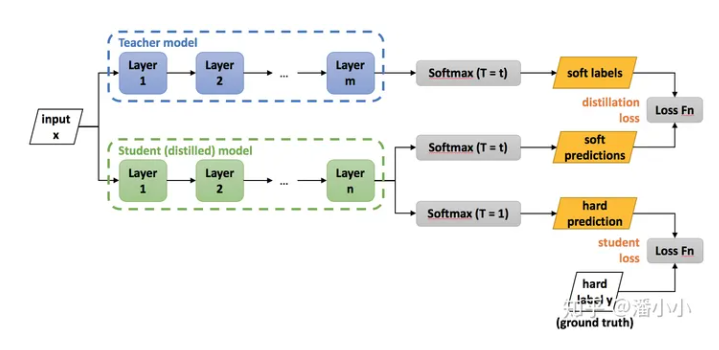 Teacher model
Layer
1
Layer
2
...
Layer
m
Softmax (T = t)
soft labels
input
x
distillation
loss
Loss Fn
Student (distilled) model
Layer
1
Layer
2
...
Layer
n
Softmax (T = t)
soft
predictions
Softmax (T = 1)
hard
prediction
student
loss
Loss Fn
hard
label y
(ground truth)
知乎 @潘小小